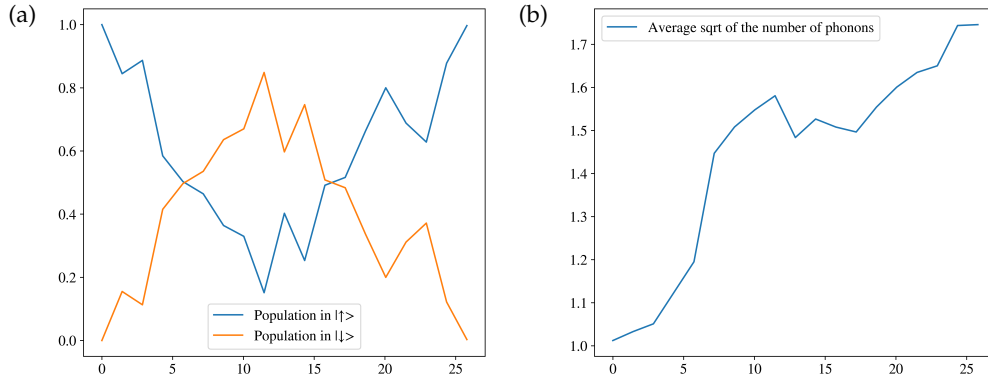 (a)
1.0
0.8
0.6
0.4
0.2
0.0
Population in |↑>
Population in |↓>
0 5 10 15 20 25
(b)
Average sqrt of the number of phonons
1.7
1.6
1.5
1.4
1.3
1.2
1.1
1.0
0 5 10 15 20 25